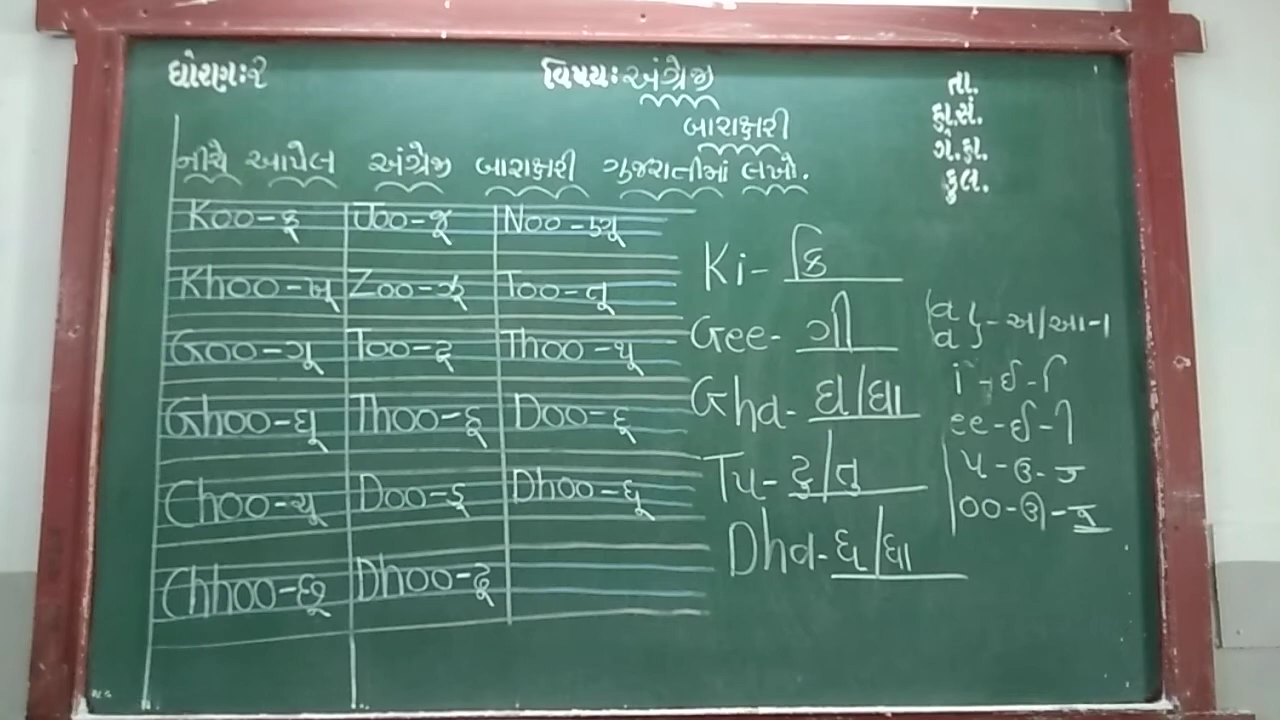 ધોરણઃ૨ વિષયઃઅંગ્રેજી તા.
હા.સં.
બારાક્ષરી
ગે.હા.
નીચે આપેલ અંગ્રેજી બારાક્ષરી ગુજરાતીમાં લખો.
કુલ.
Koo-કૂ Joo-જૂ Noo-ણૂ
Khoo-ખૂ Zoo-ઝૂ Too-તૂ
Goo-ગૂ Too-ટૂ Thoo-થૂ
Ghoo-ઘૂ Thoo-ઠૂ Doo-દૂ
Choo-ચૂ Doo-ડૂ Dhoo-ધૂ
Chhoo-છૂ Dhoo-ઢૂ
Ki- કિ
Gee- ગી
Gha- ઘ/ઘા
Tu- ટુ/તુ
Dha- ધ/ધા
a
a }-અ/આ-ા
i-ઈ-િ
ee-ઈ-ી
u-ઉ-ુ
oo-ઊ-ૂ